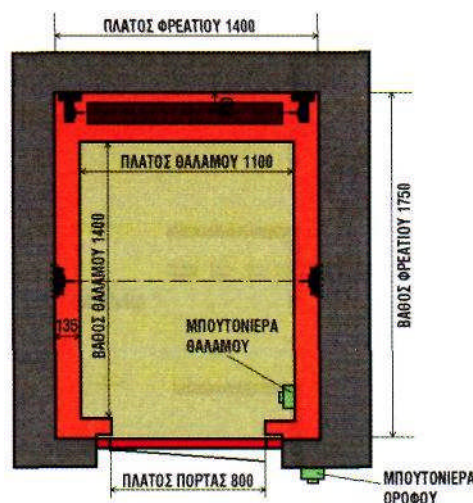 ΠΛΑΤΟΣ ΦΡΕΑΤΙΟΥ 1400
ΠΛΑΤΟΣ ΘΑΛΑΜΟΥ 1100
ΒΑΘΟΣ ΘΑΛΑΜΟΥ 1400
ΒΑΘΟΣ ΦΡΕΑΤΙΟΥ 1750
135
ΜΠΟΥΤΟΝΙΕΡΑ
ΘΑΛΑΜΟΥ
ΠΛΑΤΟΣ ΠΟΡΤΑΣ 800
ΜΠΟΥΤΟΝΙΕΡΑ
ΟΡΟΦΟΥ